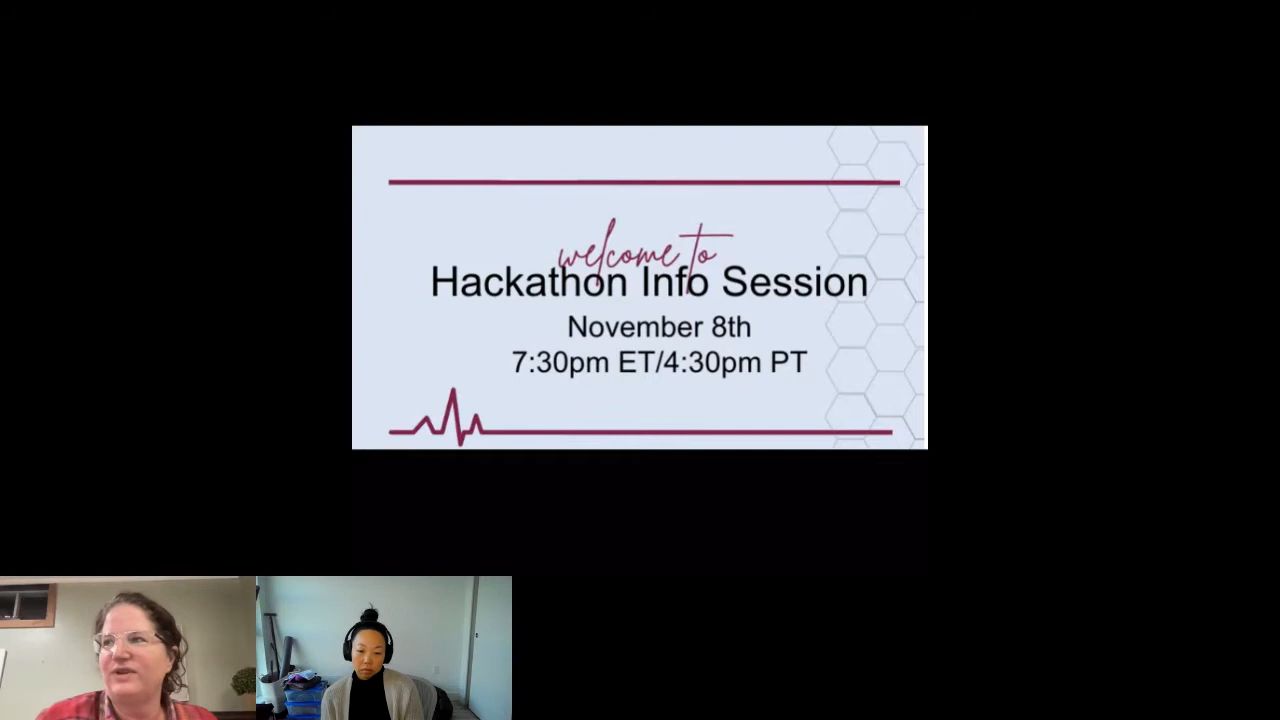 welcome to
Hackathon Info Session
November 8th
7:30pm ET/4:30pm PT